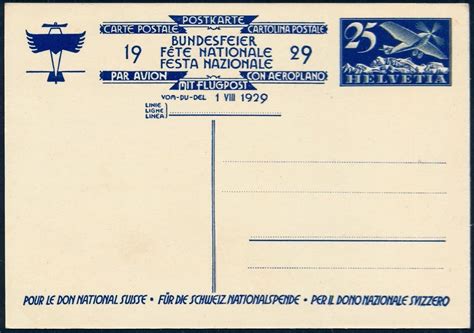 POSTKARTE
CARTE POSTALE CARTOLINA POSTALE
BUNDESFEIER
19 FÊTE NATIONALE 29
FESTA NAZIONALE
PAR AVION CON AEROPLANO
MIT FLUGPOST
VOM-DU-DEL 1 VIII 1929
LINIE
LIGNE
LINEA
25
HELVETIA
POUR LE DON NATIONAL SUISSE • FÜR DIE SCHWEIZ. NATIONALSPENDE • PER IL DONO NAZIONALE SVIZZERO